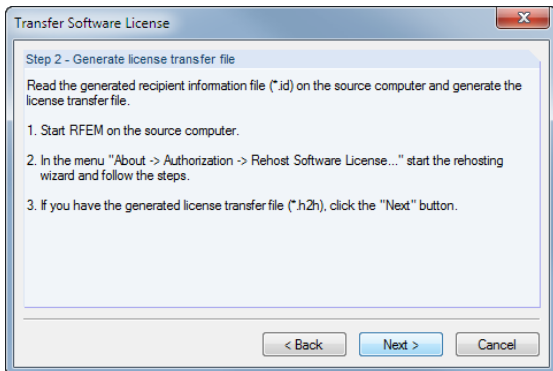 Transfer Software License
Step 2 - Generate license transfer file
Read the generated recipient information file (*.id) on the source computer and generate the
license transfer file.
1. Start RFEM on the source computer.
2. In the menu "About -> Authorization -> Rehost Software License..." start the rehosting
wizard and follow the steps.
3. If you have the generated license transfer file (*.h2h), click the "Next" button.
< Back
Next >
Cancel